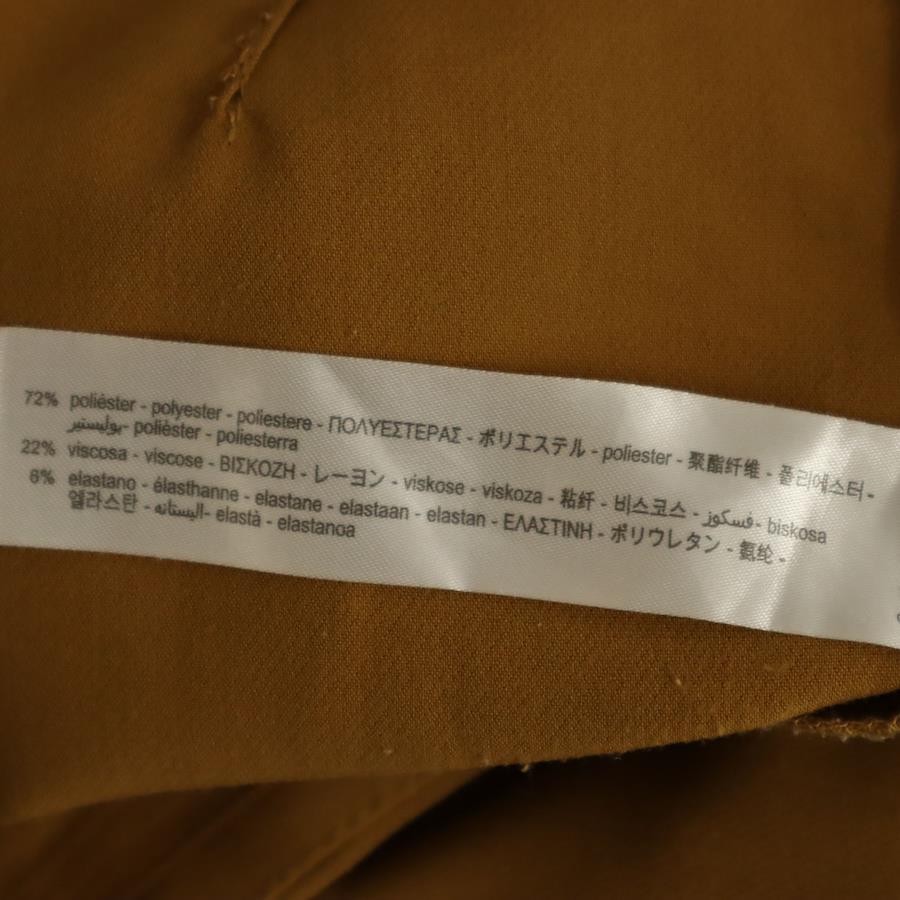 72% poliéster - polyester - poliestere - ΠΟΛΥΕΣΤΕΡΑΣ - ポリエステル - poliester - 聚酯纤维 - 폴리에스터 -
بوليستير- polièster - poliesterra
22% viscosa - viscose - ΒΙΣΚΟΖΗ - レーヨン - viskose - viskoza - 粘纤 - 비스코스 - فسكوز- biskosa
6% elastano - élasthanne - elastane - elastaan - elastan - ΕΛΑΣΤΙΝΗ - ポリウレタン - 氨纶 -
엘라스탄 - اليستانه- elastà - elastanoa